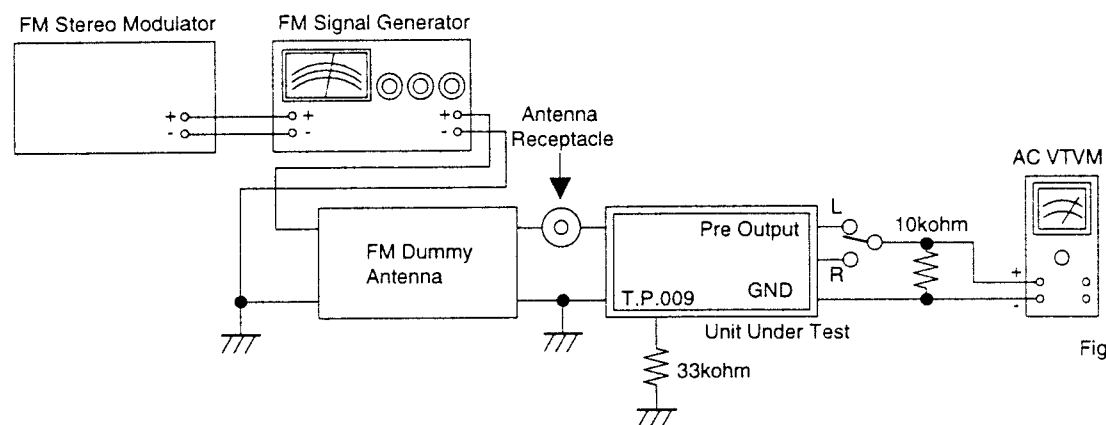 FM Stereo Modulator
FM Signal Generator
+
-
+
-
+
-
Antenna
Receptacle
AC VTVM
FM Dummy
Antenna
Pre Output
L
R
10kohm
+
-
T.P.009
GND
Unit Under Test
33kohm
Fig